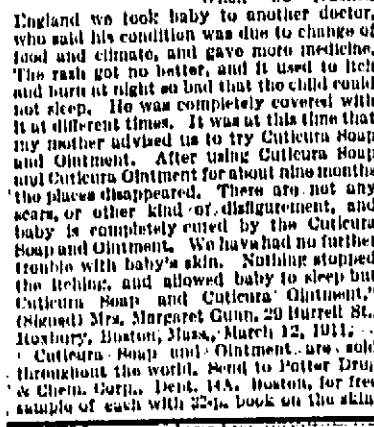 England we took baby to another doctor,
who said his condition was due to change of
food and climate, and gave more medicine.
The rash got no better, and it used to itch
and burn at night so bad that the child could
not sleep. He was completely covered with
it at different times. It was at this time that
my mother advised us to try Cuticura Soap
and Ointment. After using Cuticura Soap
and Cuticura Ointment for about nine months
the places disappeared. There are not any
scars, or other kind of disfigurement, and
baby is completely cured by the Cuticura
Soap and Ointment. We have had no further
trouble with baby's skin. Nothing stopped
the itching, and allowed baby to sleep but
Cuticura Soap and Cuticura Ointment."
(Signed) Mrs. Margaret Gunn, 29 Burrell St.,
Roxbury, Boston, Mass., March 12, 1911.
Cuticura Soap and Ointment are sold
throughout the world. Send to Potter Drug
& Chem. Corp., Dept. 14A, Boston, for free
sample of each with 32-p. book on the skin